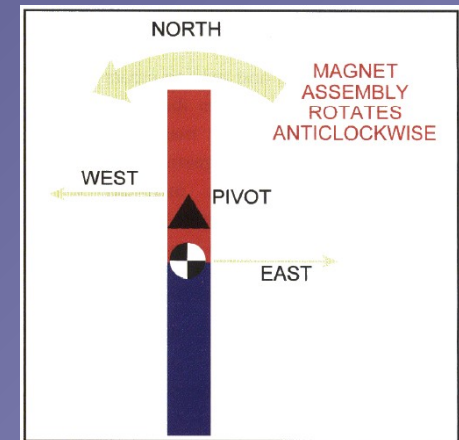 NORTH
MAGNET
ASSEMBLY
ROTATES
ANTICLOCKWISE
WEST
PIVOT
EAST